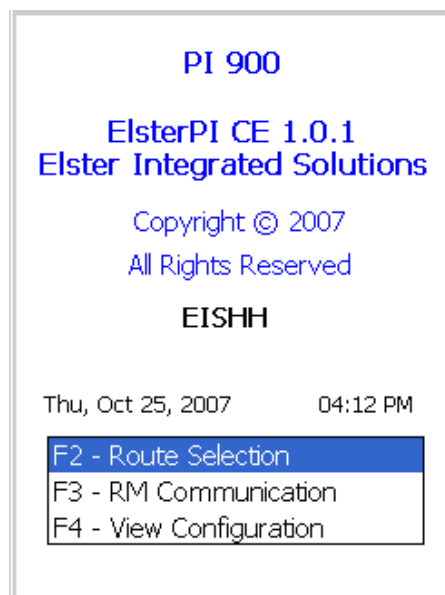 PI 900
ElsterPI CE 1.0.1
Elster Integrated Solutions
Copyright © 2007
All Rights Reserved
EISHH
Thu, Oct 25, 2007 04:12 PM
F2 - Route Selection
F3 - RM Communication
F4 - View Configuration